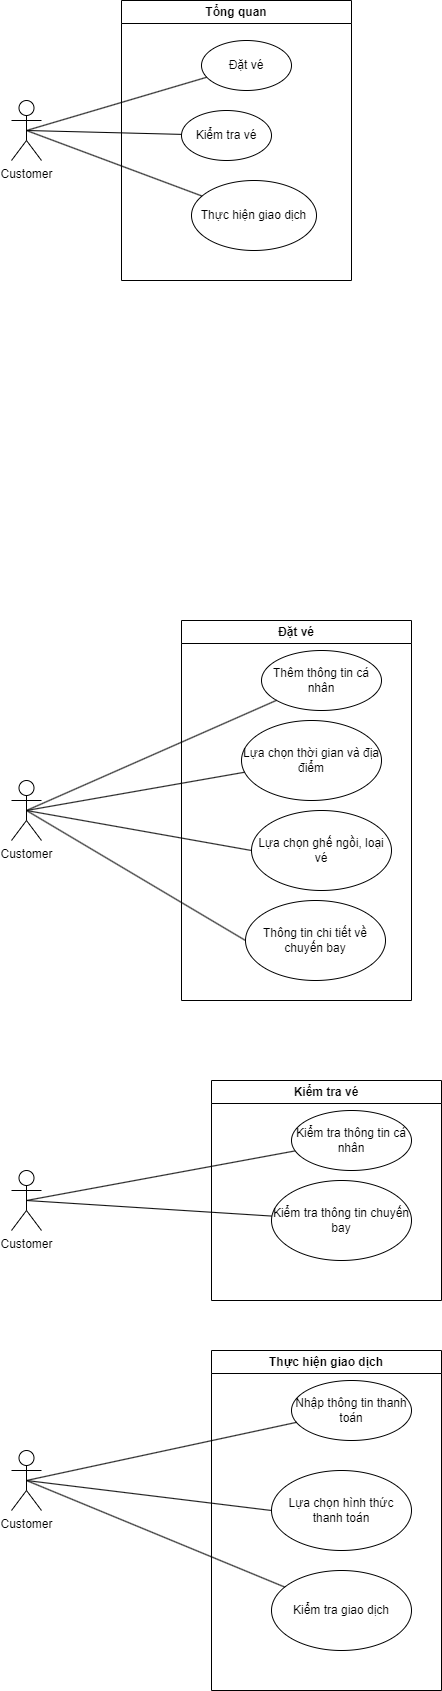 Tổng quan
Đặt vé
Kiểm tra vé
Thực hiện giao dịch
Customer
Đặt vé
Thêm thông tin cá
nhân
Lựa chọn thời gian và địa
điểm
Lựa chọn ghế ngồi, loại
vé
Thông tin chi tiết về
chuyến bay
Customer
Kiểm tra vé
Kiểm tra thông tin cá
nhân
Kiểm tra thông tin chuyến
bay
Customer
Thực hiện giao dịch
Nhập thông tin thanh
toán
Lựa chọn hình thức
thanh toán
Kiểm tra giao dịch
Customer